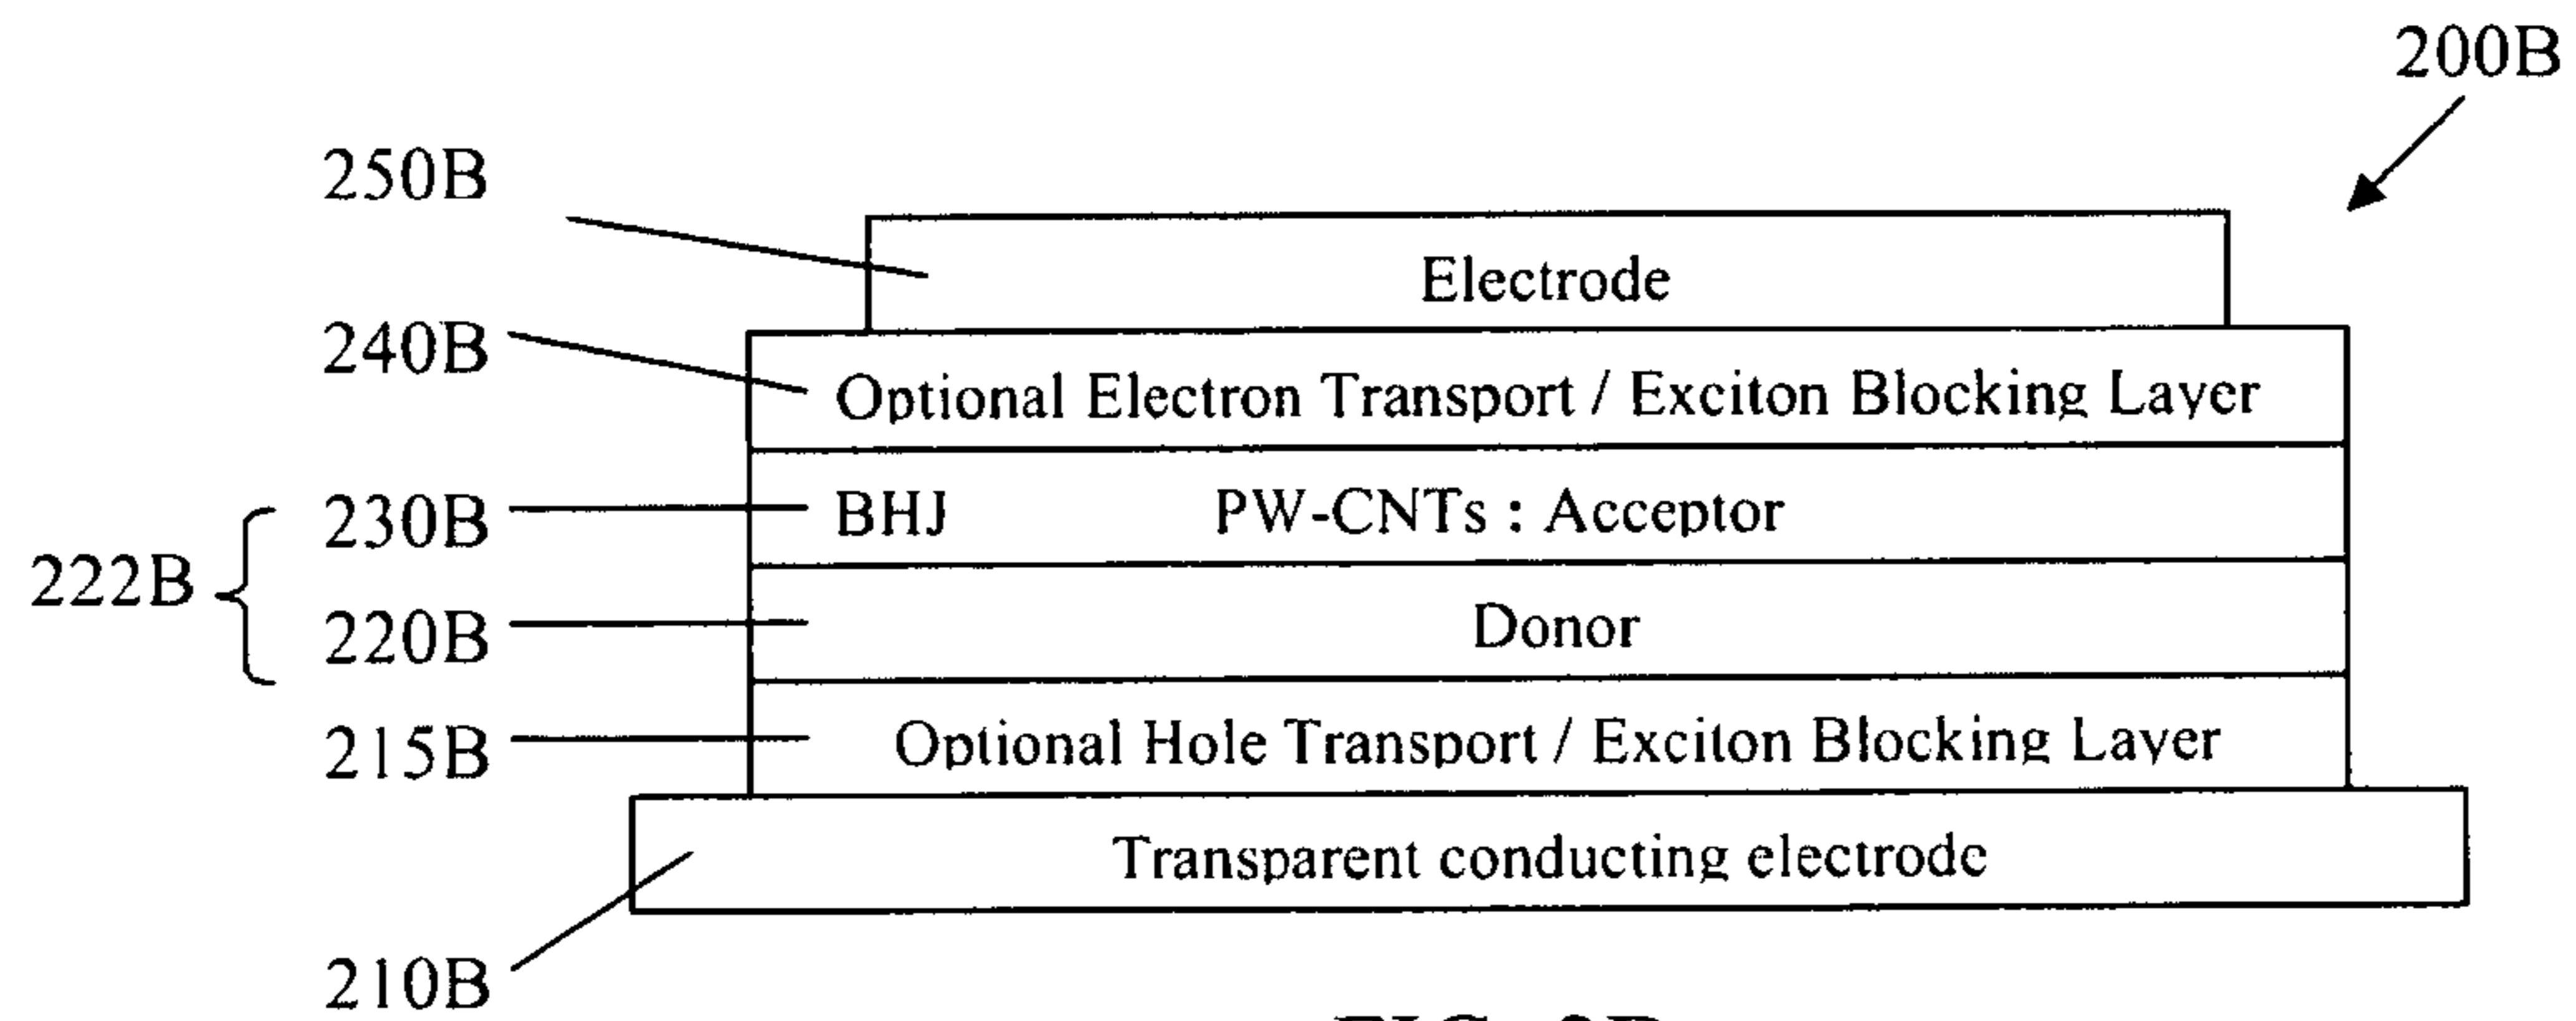 200B
250B
Electrode
240B
Optional Electron Transport / Exciton Blocking Layer
230B
BHJ PW-CNTs : Acceptor
222B
220B
Donor
215B
Optional Hole Transport / Exciton Blocking Layer
Transparent conducting electrode
210B